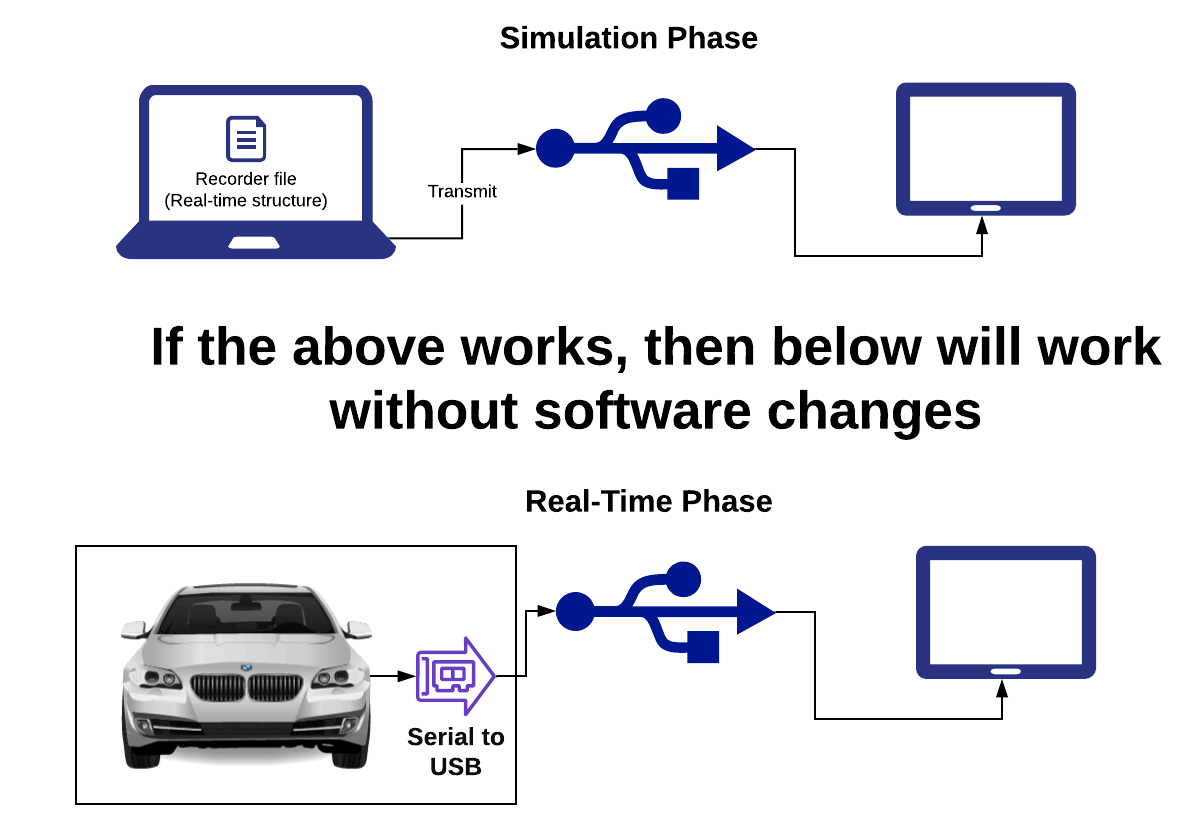 Simulation Phase
Recorder file
(Real-time structure)
Transmit
If the above works, then below will work
without software changes
Real-Time Phase
Serial to
USB